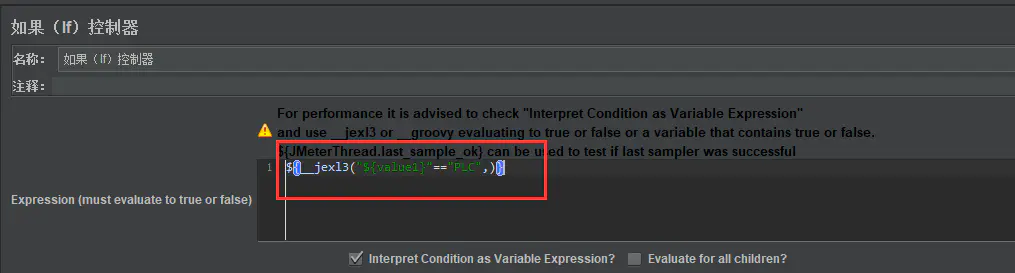 如果（If）控制器
名称： 如果（If）控制器
注释：
For performance it is advised to check "Interpret Condition as Variable Expression"
and use __jexl3 or __groovy evaluating to true or false or a variable that contains true or false.
${JMeterThread.last_sample_ok} can be used to test if last sampler was successful
1 ${__jexl3("${value1}"=="PLC",)}
Expression (must evaluate to true or false)
Interpret Condition as Variable Expression? Evaluate for all children?